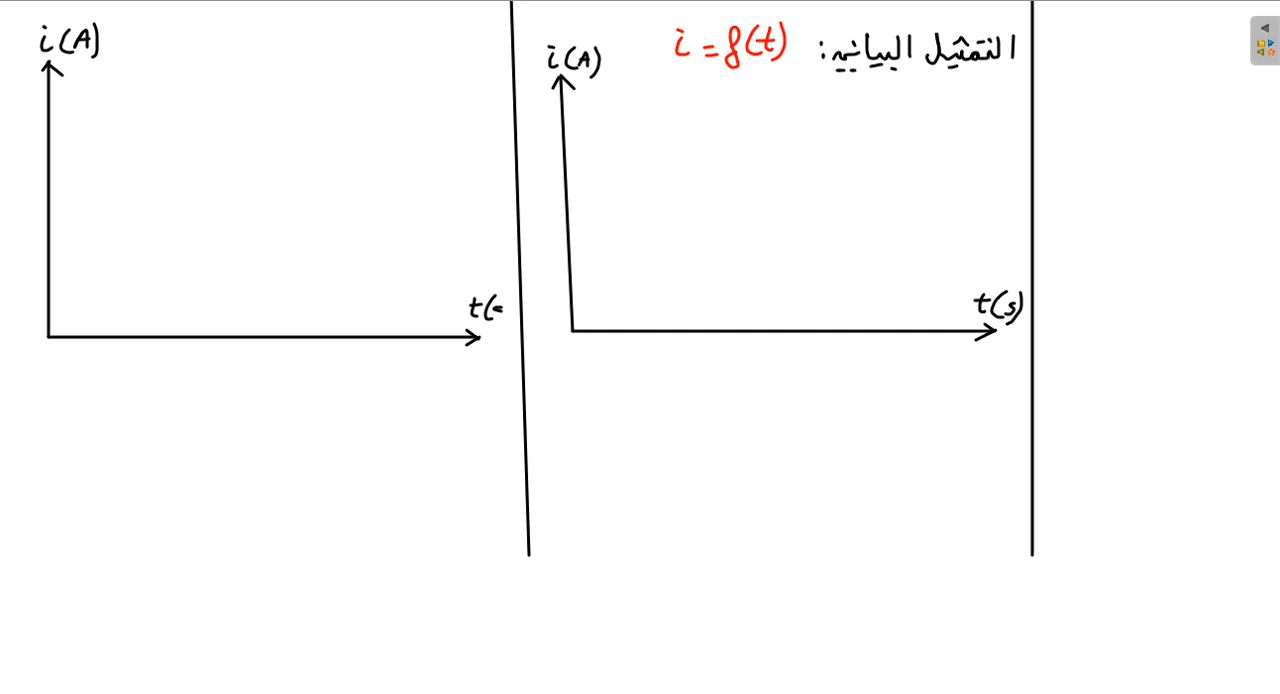 التمثيل البياني: i = f(t)
i(A)
t(s)
i(A)
t(